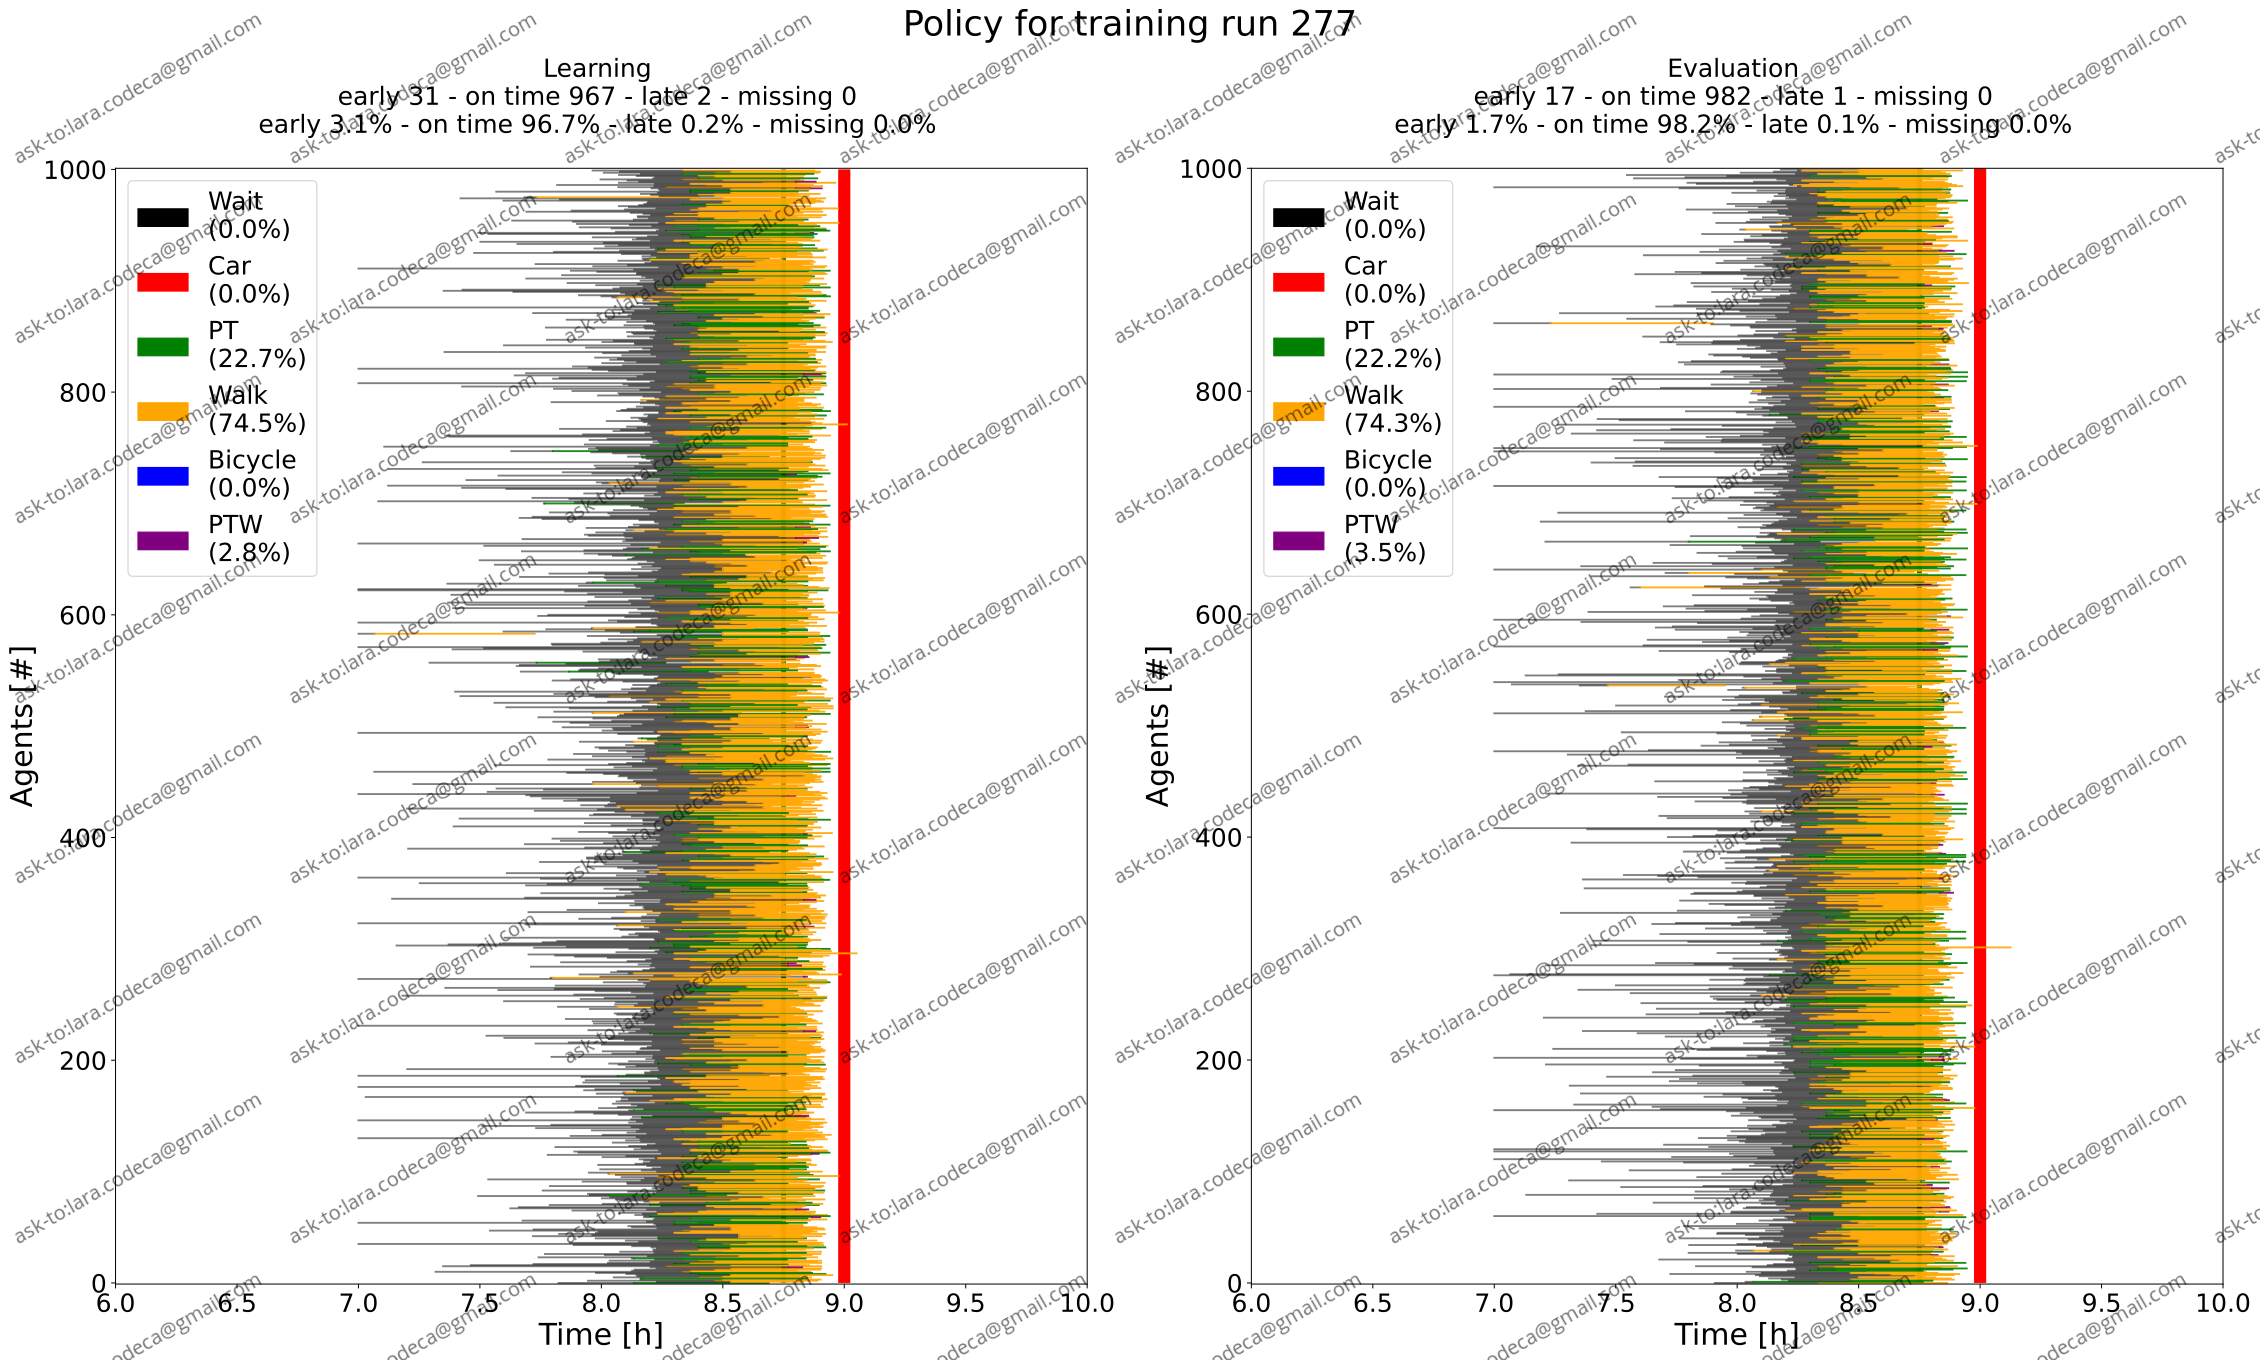 Policy for training run 277
Learning
early 31 - on time 967 - late 2 - missing 0
early 3.1% - on time 96.7% - late 0.2% - missing 0.0%
Evaluation
early 17 - on time 982 - late 1 - missing 0
early 1.7% - on time 98.2% - late 0.1% - missing 0.0%
Wait
(0.0%)
Car
(0.0%)
PT
(22.7%)
Walk
(74.5%)
Bicycle
(0.0%)
PTW
(2.8%)
1000
800
600
400
200
0
Agents [#]
6.0 6.5 7.0 7.5 8.0 8.5 9.0 9.5 10.0
Time [h]
Wait
(0.0%)
Car
(0.0%)
PT
(22.2%)
Walk
(74.3%)
Bicycle
(0.0%)
PTW
(3.5%)
1000
800
600
400
200
0
Agents [#]
6.0 6.5 7.0 7.5 8.0 8.5 9.0 9.5 10.0
Time [h]
ask-to:lara.codeca@gmail.com